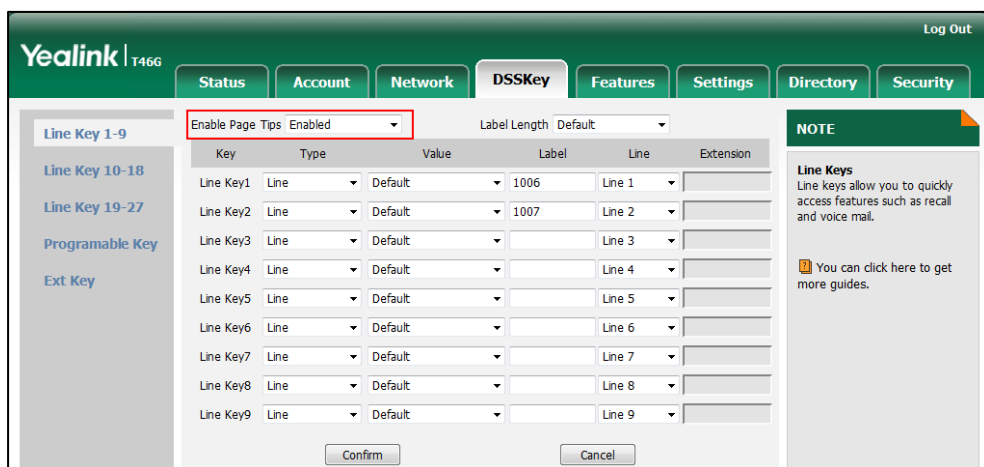 Log Out
Yealink | T46G
Status Account Network DSSKey Features Settings Directory Security
Line Key 1-9
Line Key 10-18
Line Key 19-27
Programable Key
Ext Key
Enable Page Tips Enabled Label Length Default
Key Type Value Label Line Extension
Line Key1 Line Default 1006 Line 1
Line Key2 Line Default 1007 Line 2
Line Key3 Line Default Line 3
Line Key4 Line Default Line 4
Line Key5 Line Default Line 5
Line Key6 Line Default Line 6
Line Key7 Line Default Line 7
Line Key8 Line Default Line 8
Line Key9 Line Default Line 9
Confirm Cancel
NOTE
Line Keys
Line keys allow you to quickly
access features such as recall
and voice mail.
? You can click here to get
more guides.